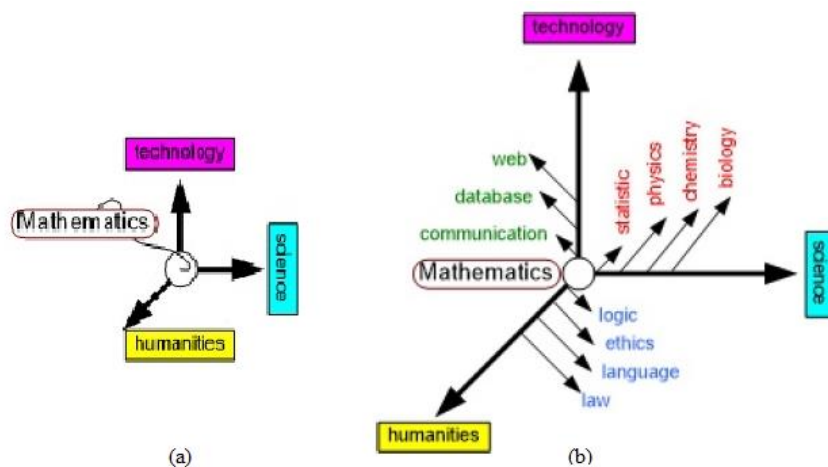 technology
Mathematics
science
humanities
(a)
technology
web
database
communication
statistic
physics
chemistry
biology
Mathematics
science
logic
ethics
language
law
humanities
(b)